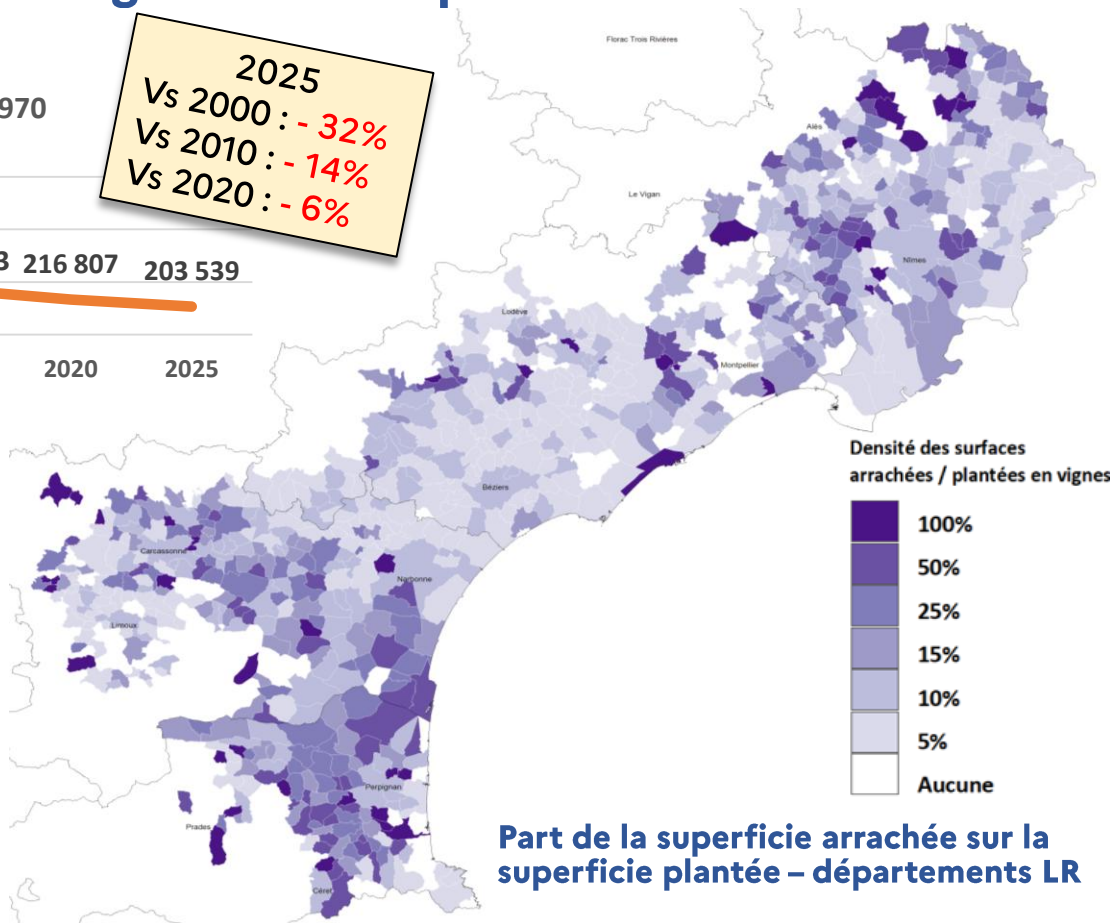 2025
Vs 2000 : - 32%
Vs 2010 : - 14%
Vs 2020 : - 6%
970
3 216 807 203 539
2020 2025
Florac Trois Rivières
Alès
Le Vigan
Nîmes
Lodève
Montpellier
Béziers
Carcassonne
Narbonne
Limoux
Perpignan
Prades
Céret
Densité des surfaces
arrachées / plantées en vignes
100%
50%
25%
15%
10%
5%
Aucune
Part de la superficie arrachée sur la
superficie plantée – départements LR